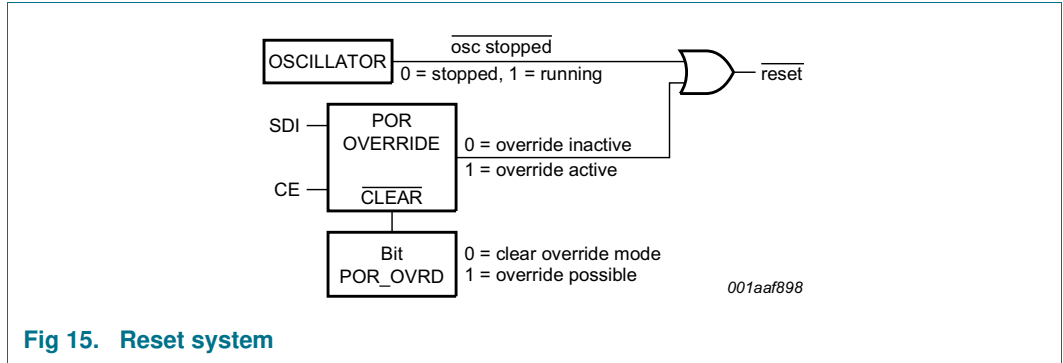 osc stopped
OSCILLATOR
0 = stopped, 1 = running
reset
SDI
POR
OVERRIDE
0 = override inactive
1 = override active
CE
CLEAR
Bit
POR_OVRD
0 = clear override mode
1 = override possible
001aaf898
Fig 15. Reset system